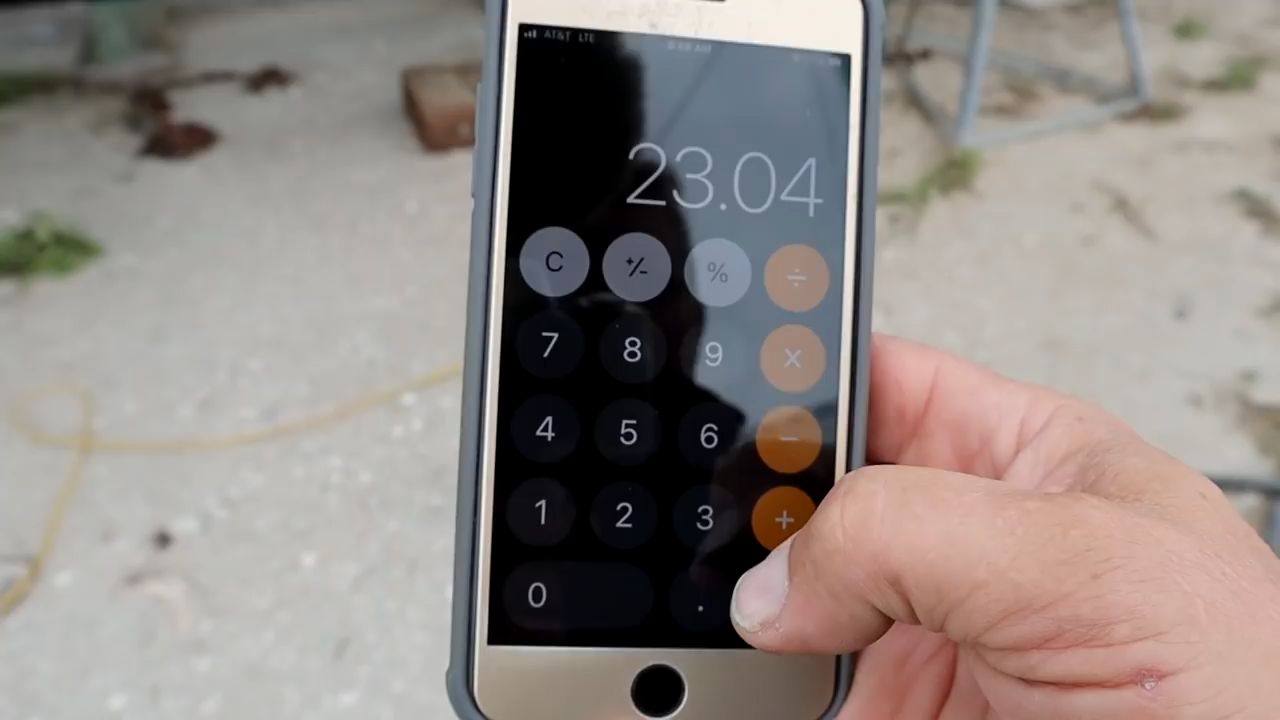 AT&T LTE
23.04
C +/- % ÷
7 8 9 ×
4 5 6 −
1 2 3 +
0 .